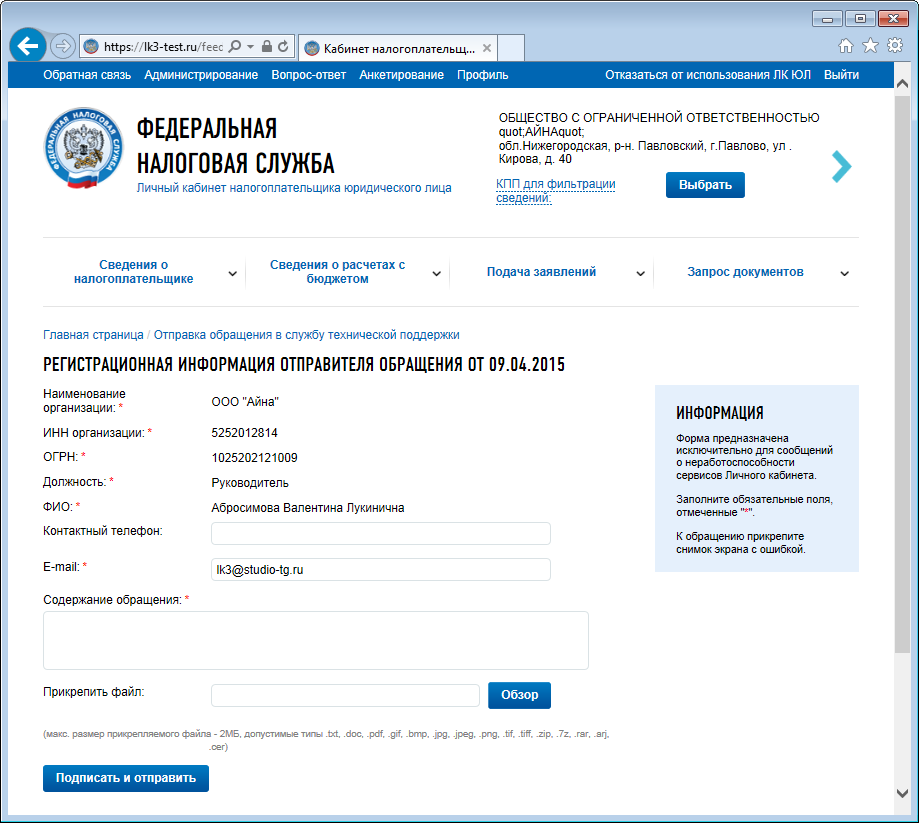 https://lk3-test.ru/feed
Кабинет налогоплательщ...
Обратная связь Администрирование Вопрос-ответ Анкетирование Профиль Отказаться от использования ЛК ЮЛ Выйти
ФЕДЕРАЛЬНАЯ НАЛОГОВАЯ СЛУЖБА
ФЕДЕРАЛЬНАЯ
НАЛОГОВАЯ СЛУЖБА
Личный кабинет налогоплательщика юридического лица
ОБЩЕСТВО С ОГРАНИЧЕННОЙ ОТВЕТСТВЕННОСТЬЮ
quot;АЙНАquot;
обл.Нижегородская, р-н. Павловский, г.Павлово, ул .
Кирова, д. 40
КПП для фильтрации
сведений:
Выбрать
Сведения о
налогоплательщике
Сведения о расчетах с
бюджетом
Подача заявлений
Запрос документов
Главная страница / Отправка обращения в службу технической поддержки
РЕГИСТРАЦИОННАЯ ИНФОРМАЦИЯ ОТПРАВИТЕЛЯ ОБРАЩЕНИЯ ОТ 09.04.2015
Наименование
организации: *
ООО "Айна"
ИНН организации: * 5252012814
ОГРН: * 1025202121009
Должность: * Руководитель
ФИО: * Абросимова Валентина Лукинична
Контактный телефон:
E-mail: * lk3@studio-tg.ru
Содержание обращения: *
Прикрепить файл:
Обзор
(макс. размер прикрепляемого файла - 2МБ, допустимые типы .txt, .doc, .pdf, .gif, .bmp, .jpg, .jpeg, .png, .tif, .tiff, .zip, .7z, .rar, .arj,
.cer)
Подписать и отправить
ИНФОРМАЦИЯ
Форма предназначена
исключительно для сообщений
о неработоспособности
сервисов Личного кабинета.
Заполните обязательные поля,
отмеченные "*".
К обращению прикрепите
снимок экрана с ошибкой.